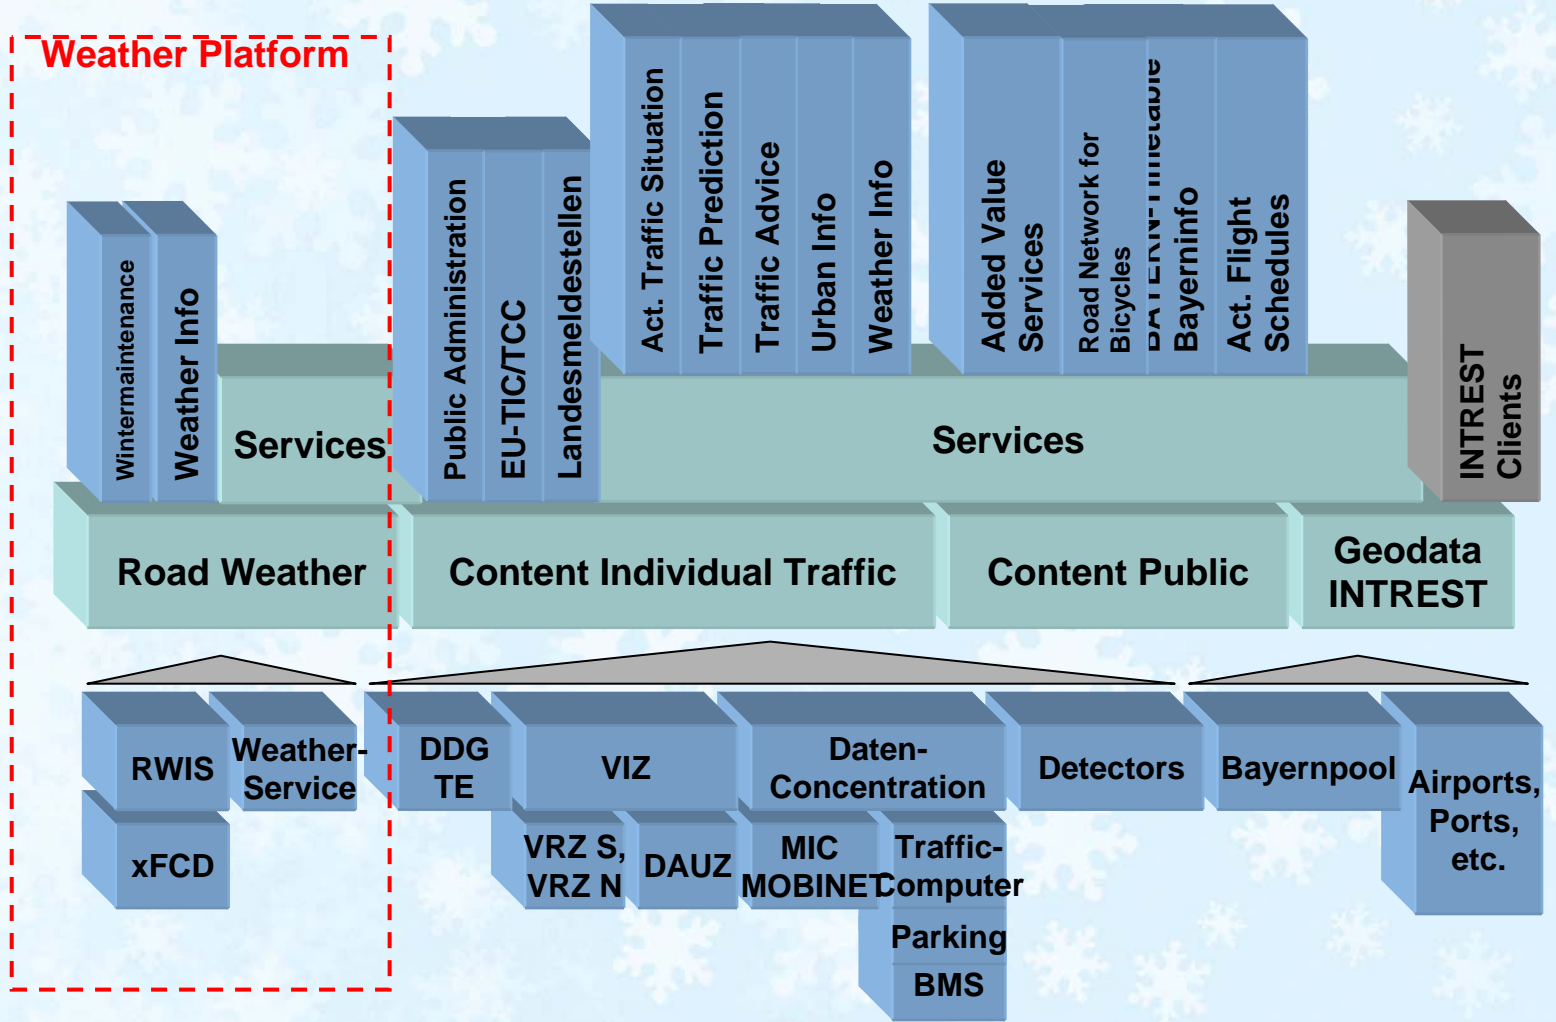 Weather Platform
Wintermaintenance
Weather Info
Services
Public Administration
EU-TIC/TCC
Landesmeldestellen
Act. Traffic Situation
Traffic Prediction
Traffic Advice
Urban Info
Weather Info
Added Value
Services
Road Network for
Bicycles
BAYERN-Timetable
Bayerninfo
Act. Flight
Schedules
Services
INTREST
Clients
Road Weather
Content Individual Traffic
Content Public
Geodata
INTREST
RWIS
Weather-
Service
xFCD
DDG
TE
VIZ
VRZ S,
VRZ N
DAUZ
Daten-
Concentration
MIC
MOBINET
Traffic-
Computer
Parking
BMS
Detectors
Bayernpool
Airports,
Ports,
etc.